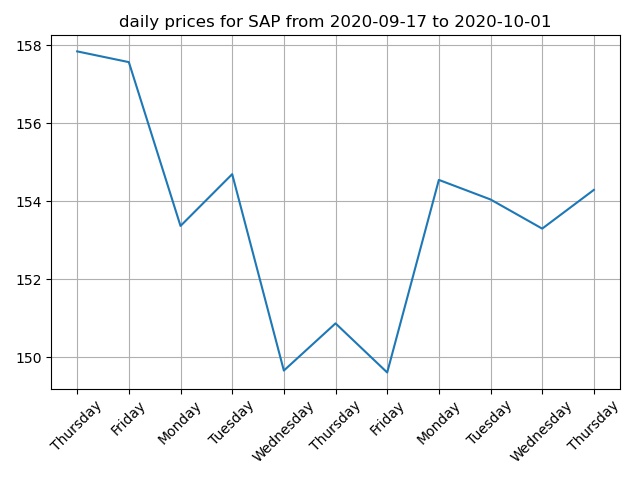 daily prices for SAP from 2020-09-17 to 2020-10-01
158
156
154
152
150
Thursday
Friday
Monday
Tuesday
Wednesday
Thursday
Friday
Monday
Tuesday
Wednesday
Thursday